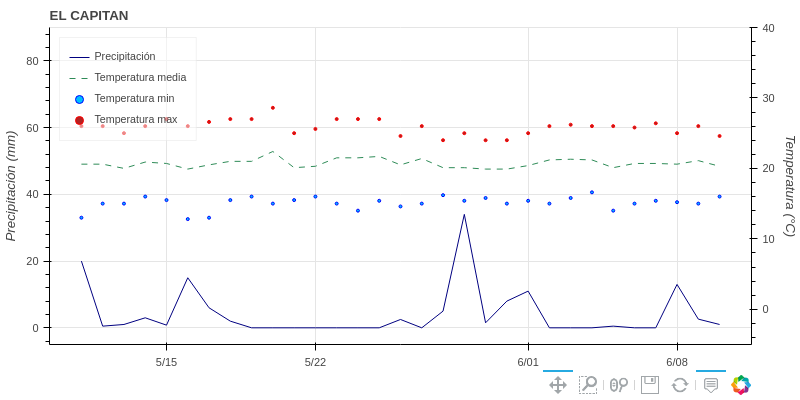 EL CAPITAN
Precipitación
Temperatura media
Temperatura min
Temperatura max
Precipitación (mm)
80
60
40
20
0
Temperatura (°C)
40
30
20
10
0
5/15
5/22
6/01
6/08